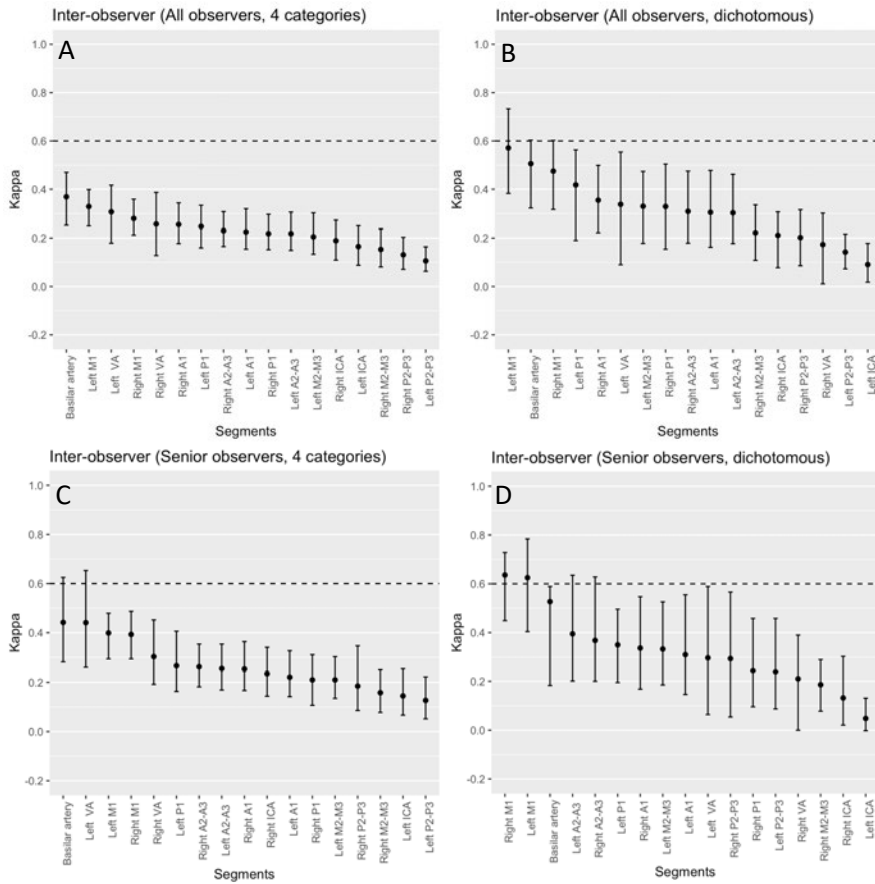 Inter-observer (All observers, 4 categories)
A
1.0
0.8
0.6
0.4
0.2
0.0
-0.2
Kappa
Basilar artery
Left M1
Left VA
Right M1
Right VA
Right A1
Left P1
Right A2-A3
Left A1
Right P1
Left A2-A3
Left M2-M3
Right ICA
Left ICA
Right M2-M3
Right P2-P3
Left P2-P3
Segments
Inter-observer (All observers, dichotomous)
B
1.0
0.8
0.6
0.4
0.2
0.0
-0.2
Kappa
Left M1
Basilar artery
Right M1
Left P1
Right A1
Left VA
Left M2-M3
Right P1
Right A2-A3
Left A1
Left A2-A3
Right M2-M3
Right ICA
Right P2-P3
Right VA
Left P2-P3
Left ICA
Segments
Inter-observer (Senior observers, 4 categories)
C
1.0
0.8
0.6
0.4
0.2
0.0
-0.2
Kappa
Basilar artery
Left VA
Left M1
Right M1
Right VA
Left P1
Right A2-A3
Left A2-A3
Right A1
Right ICA
Left A1
Right P1
Left M2-M3
Right P2-P3
Right M2-M3
Left ICA
Left P2-P3
Segments
Inter-observer (Senior observers, dichotomous)
D
1.0
0.8
0.6
0.4
0.2
0.0
-0.2
Kappa
Right M1
Left M1
Basilar artery
Left A2-A3
Right A2-A3
Left P1
Right A1
Left M2-M3
Left A1
Left VA
Right P2-P3
Right P1
Left P2-P3
Right VA
Right M2-M3
Right ICA
Left ICA
Segments